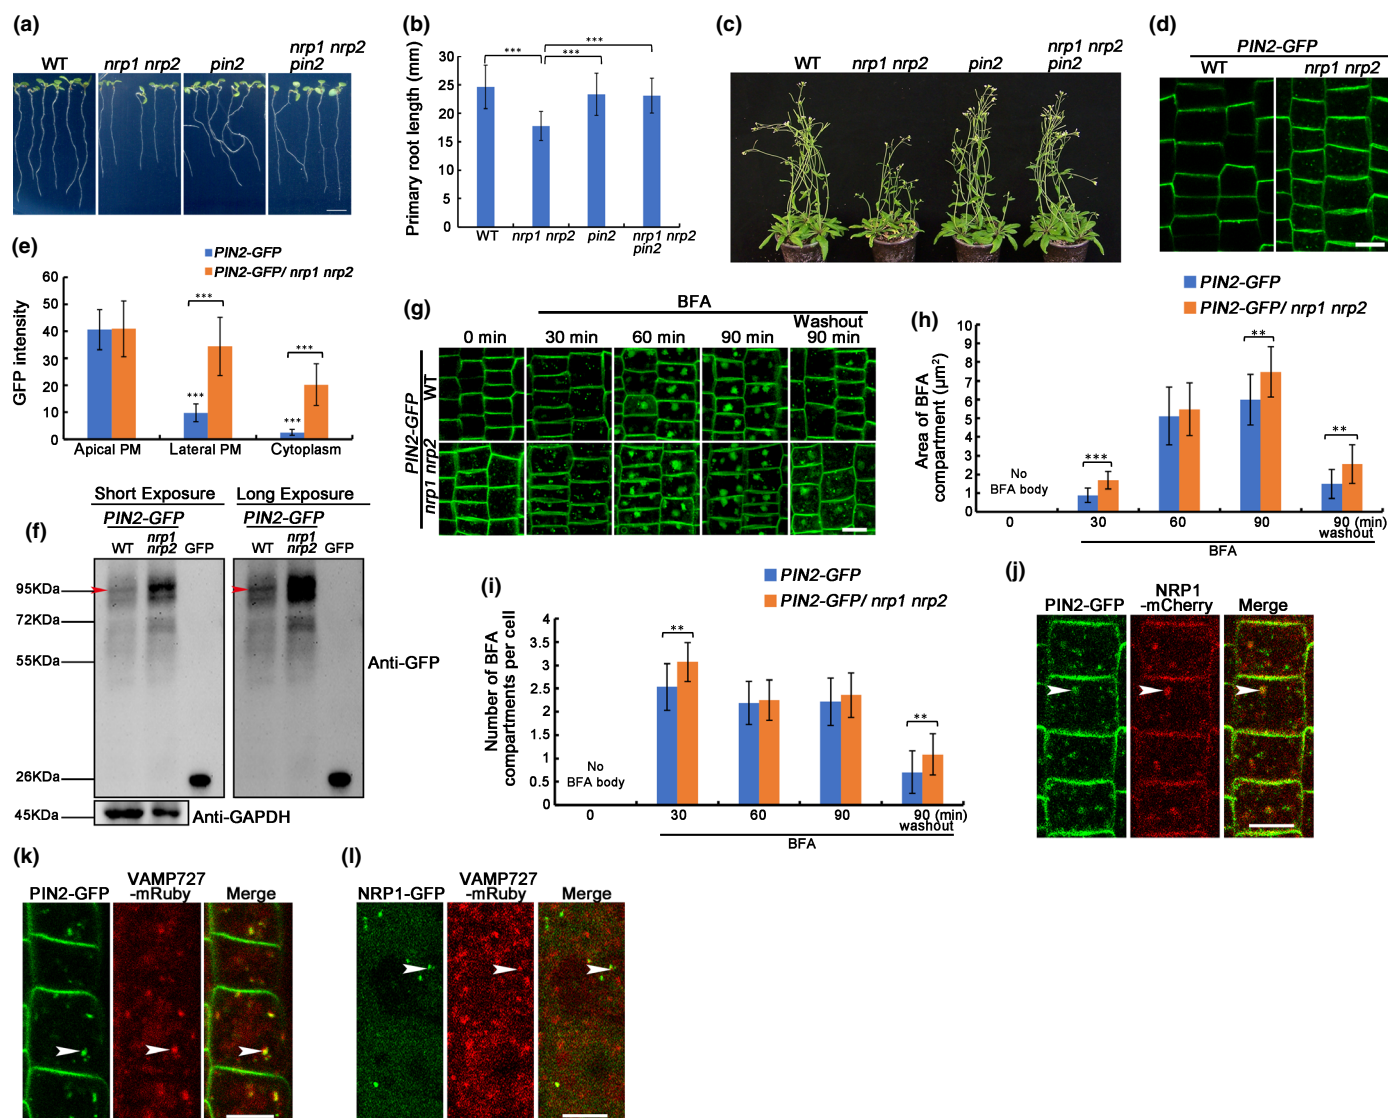 (a)
WT
nrp1 nrp2
pin2
nrp1 nrp2
pin2
(b)
Primary root length (mm)
40
35
30
25
20
15
10
5
0
***
***
***
WT
nrp1 nrp2
pin2
nrp1 nrp2
pin2
(c)
WT
nrp1 nrp2
pin2
nrp1 nrp2
pin2
(d)
PIN2-GFP
WT
nrp1 nrp2
(e)
PIN2-GFP
PIN2-GFP/ nrp1 nrp2
GFP intensity
60
50
40
30
20
10
0
***
***
***
***
Apical PM
Lateral PM
Cytoplasm
(f)
Short Exposure
Long Exposure
PIN2-GFP
PIN2-GFP
WT
nrp1
nrp2
GFP
WT
nrp1
nrp2
GFP
95KDa
72KDa
55KDa
26KDa
45KDa
Anti-GFP
Anti-GAPDH
(g)
BFA
0 min
30 min
60 min
90 min
Washout
90 min
PIN2-GFP
WT
nrp1 nrp2
(h)
PIN2-GFP
PIN2-GFP/ nrp1 nrp2
Area of BFA
compartment (µm²)
10
9
8
7
6
5
4
3
2
1
0
No
BFA body
***
**
**
0
30
60
90
90 (min)
washout
BFA
(i)
PIN2-GFP
PIN2-GFP/ nrp1 nrp2
Number of BFA
compartments per cell
4
3.5
3
2.5
2
1.5
1
0.5
0
No
BFA body
**
**
0
30
60
90
90 (min)
washout
BFA
(j)
PIN2-GFP
NRP1
-mCherry
Merge
(k)
PIN2-GFP
VAMP727
-mRuby
Merge
(l)
NRP1-GFP
VAMP727
-mRuby
Merge